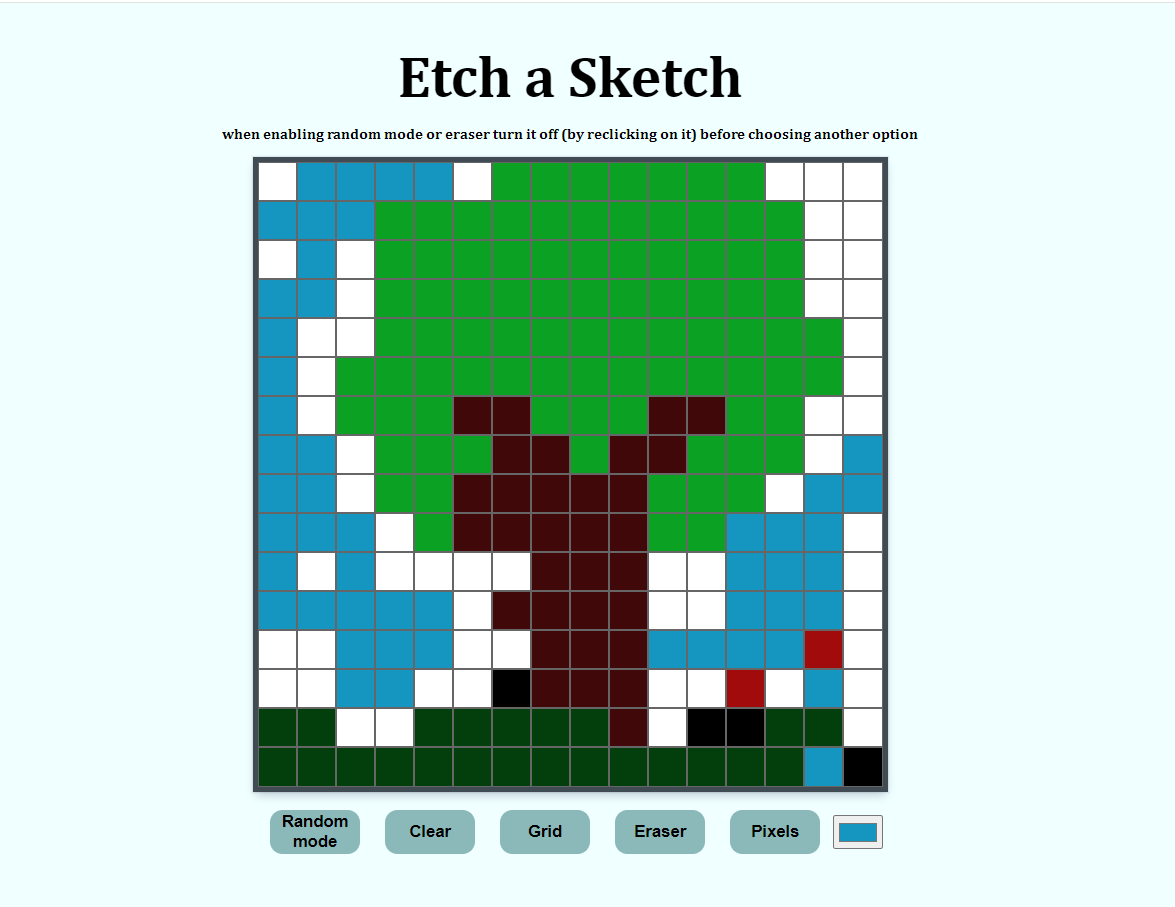 Etch a Sketch
when enabling random mode or eraser turn it off (by reclicking on it) before choosing another option
Random
mode
Clear
Grid
Eraser
Pixels